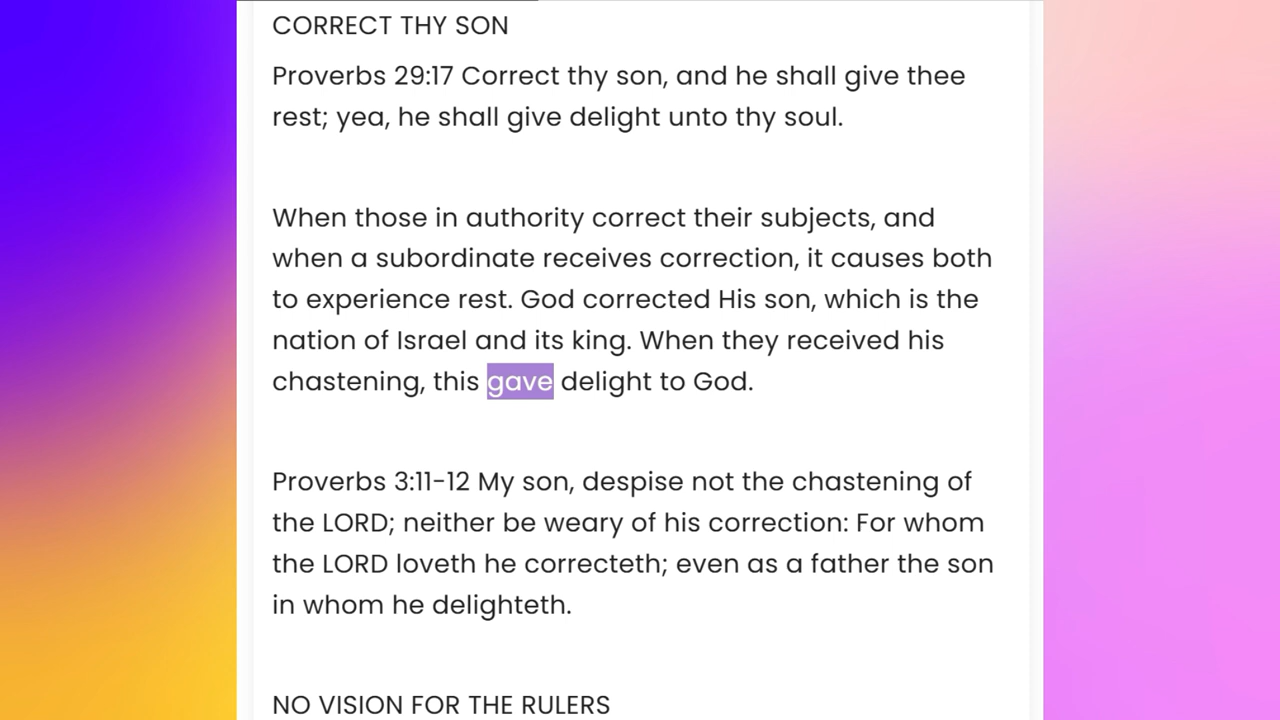 CORRECT THY SON
Proverbs 29:17 Correct thy son, and he shall give thee
rest; yea, he shall give delight unto thy soul.
When those in authority correct their subjects, and
when a subordinate receives correction, it causes both
to experience rest. God corrected His son, which is the
nation of Israel and its king. When they received his
chastening, this gave delight to God.
Proverbs 3:11-12 My son, despise not the chastening of
the LORD; neither be weary of his correction: For whom
the LORD loveth he correcteth; even as a father the son
in whom he delighteth.
NO VISION FOR THE RULERS